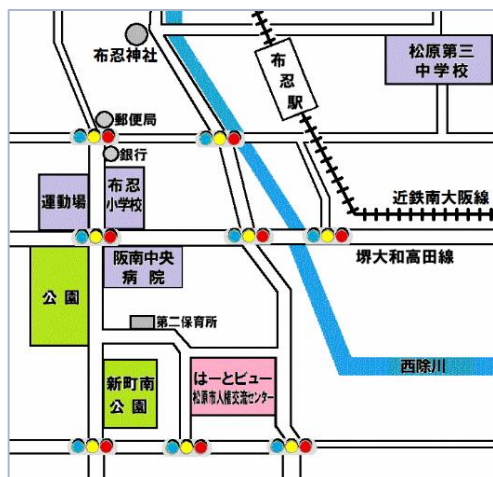 布忍神社
布忍駅
松原第三
中学校
郵便局
銀行
運動場
布忍
小学校
近鉄南大阪線
阪南中央
病院
堺大和高田線
公園
第二保育所
西除川
新町南
公園
はーとビュー
松原市人権交流センター